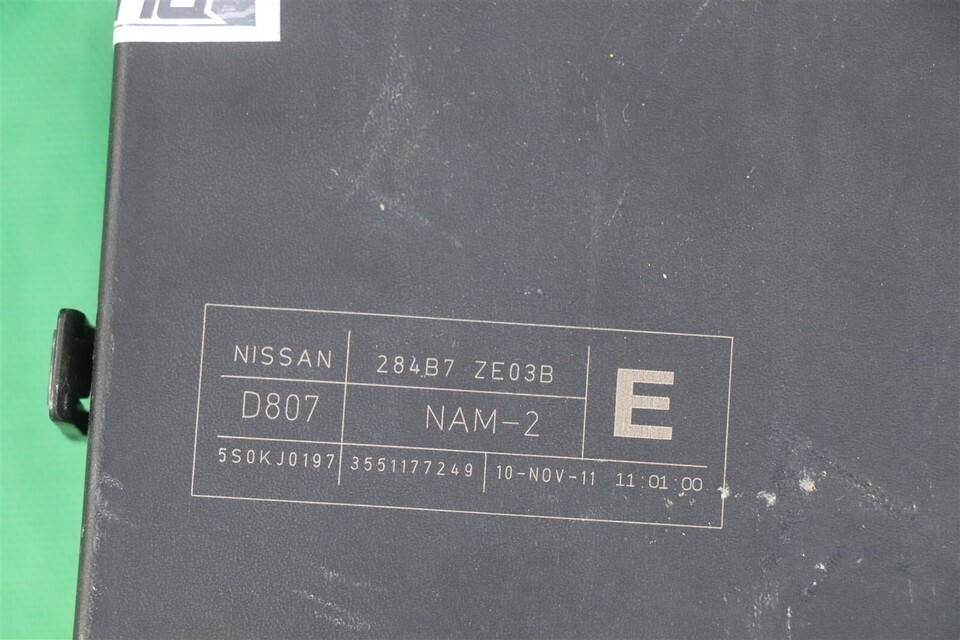 NISSAN 284B7 ZE03B E
D807 NAM-2
5S0KJ0197 3551177249 10-NOV-11 11:01:00